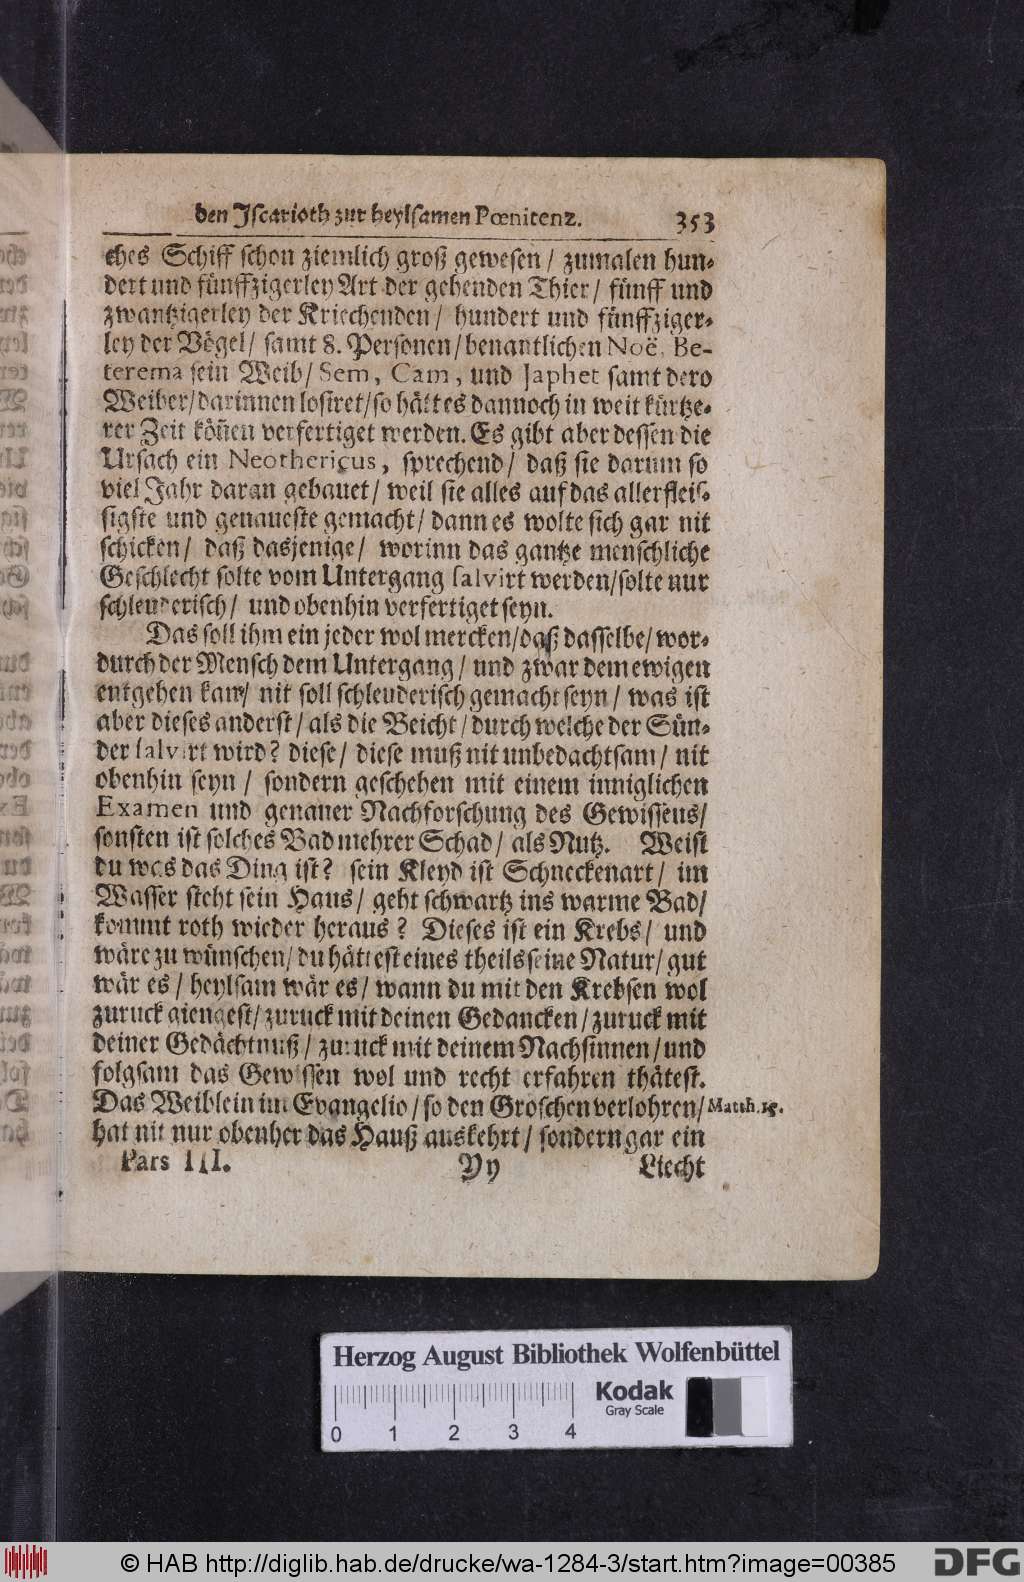 den Iscarioth zur heylsamen Pœnitenz. 353
ches Schiff schon ziemlich groß gewesen / zumalen hun-
dert und fünffzigerley Art der gehenden Thier / fünff und
zwantzigerley der Kriechenden / hundert und fünffziger-
ley der Vögel / samt 8. Personen / benantlichen Noë, Be-
terema sein Weib / Sem, Cam, und Japhet samt dero
Weiber / darinnen losiret / so hätt es dannoch in weit kürtze-
rer Zeit können verfertiget werden. Es gibt aber dessen die
Ursach ein Neothericus, sprechend / daß sie darum so
viel Jahr daran gebauet / weil sie alles auf das allerfleis-
sigste und genaueste gemacht / dann es wolte sich gar nit
schicken / daß dasjenige / worinn das gantze menschliche
Geschlecht solte vom Untergang salvirt werden / solte nur
schleuderisch / und obenhin verfertiget seyn.
Das soll ihm ein jeder wol mercken / daß dasselbe / wor-
durch der Mensch dem Untergang / und zwar dem ewigen
entgehen kan / nit soll schleuderisch gemacht seyn / was ist
aber dieses anderst / als die Beicht / durch welche der Sün-
der salvirt wird? diese / diese muß nit unbedachtsam / nit
obenhin seyn / sondern geschehen mit einem inniglichen
Examen und genauer Nachforschung des Gewissens /
sonsten ist solches Bad mehrer Schad / als Nutz. Weist
du was das Ding ist? sein Kleyd ist Schneckenart / im
Wasser steht sein Haus / geht schwartz ins warme Bad /
kommt roth wieder heraus? Dieses ist ein Krebs / und
wäre zu wünschen / du hättest eines theils seine Natur / gut
wär es / heylsam wär es / wann du mit den Krebsen wol
zuruck giengest / zuruck mit deinen Gedancken / zuruck mit
deiner Gedächtnuß / zuruck mit deinem Nachsinnen / und
folgsam das Gewissen wol und recht erfahren thätest.
Das Weiblein im Evangelio / so den Groschen verlohren / Matth. 15.
hat nit nur obenher das Hauß auskehrt / sondern gar ein
Pars III. Yy Liecht
Herzog August Bibliothek Wolfenbüttel
Kodak
Gray Scale
0 1 2 3 4
© HAB http://diglib.hab.de/drucke/wa-1284-3/start.htm?image=00385 DFG